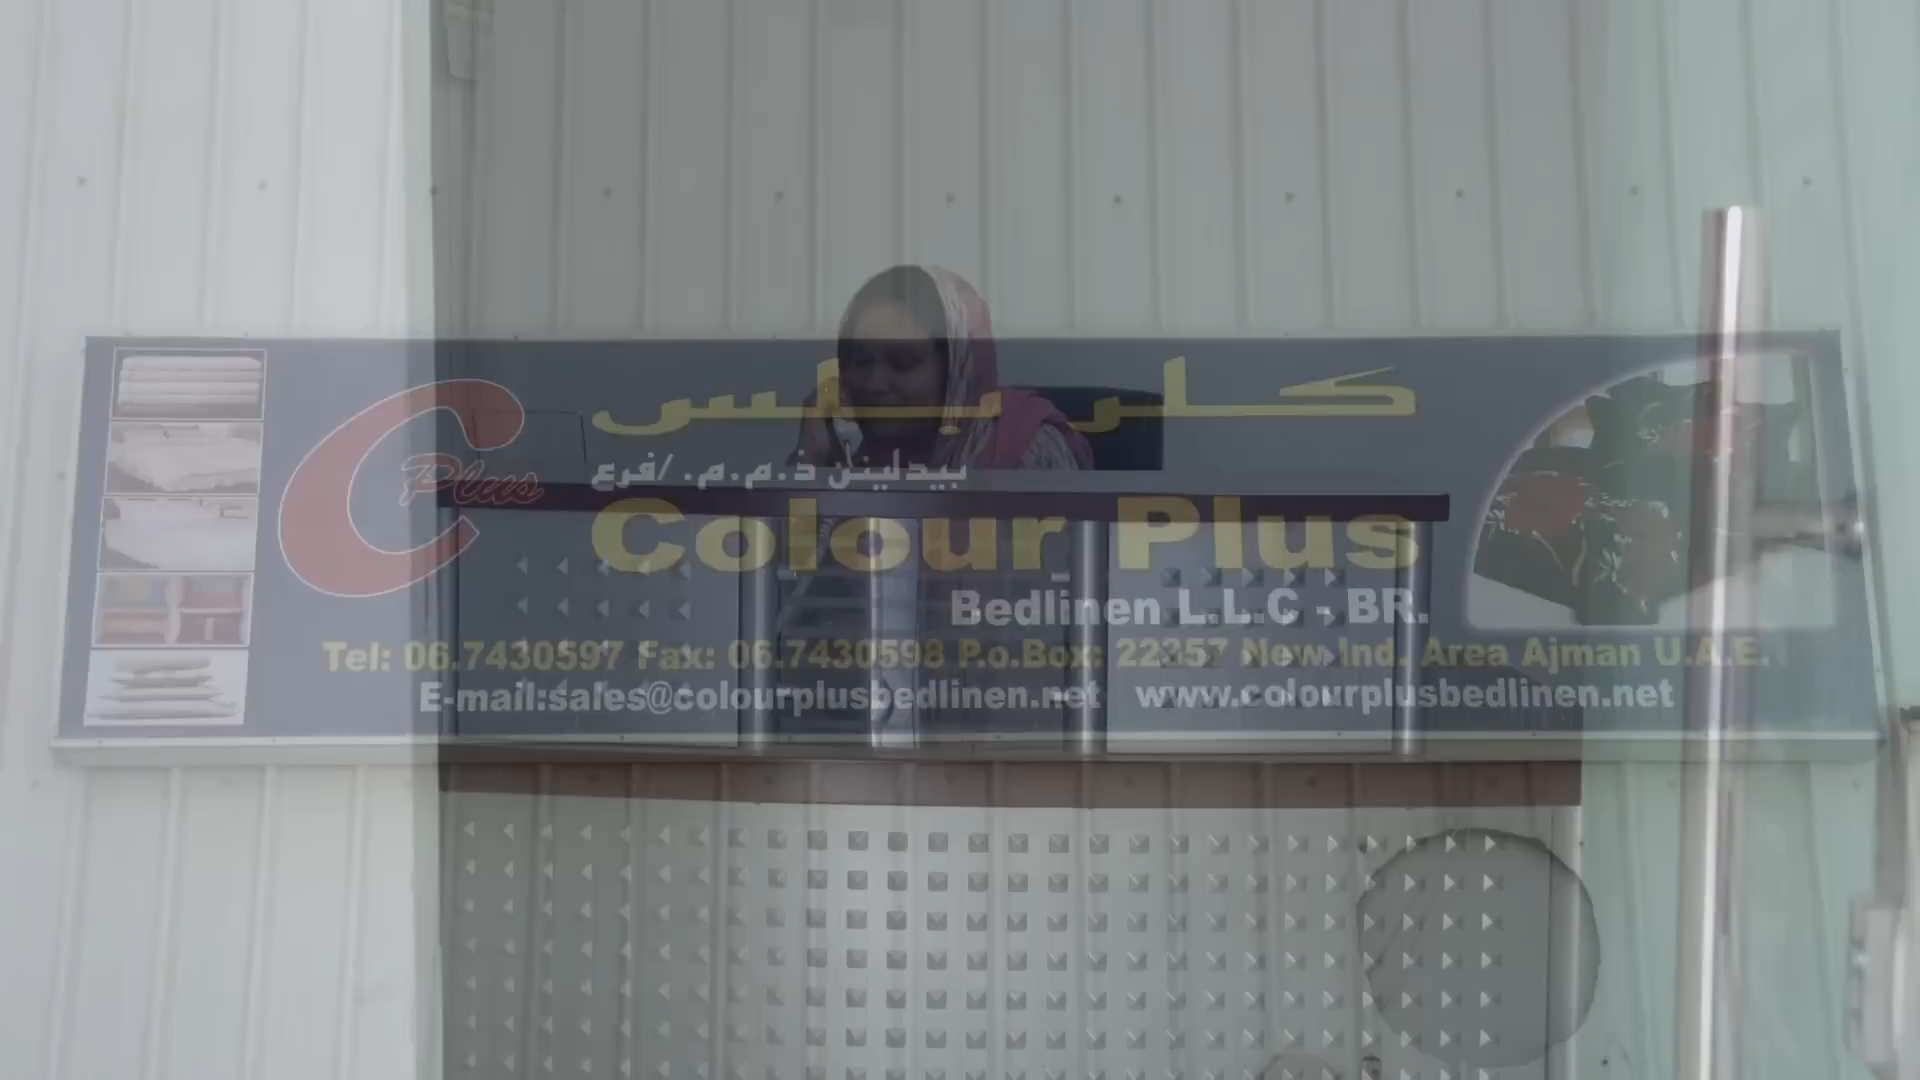 كلر بلس
بيدلينن ذ.م.م. /فرع
C Plus
Colour Plus
Bedlinen L.L.C - BR.
Tel: 06.7430597 Fax: 06.7430598 P.o.Box: 22357 New Ind. Area Ajman U.A.E.
E-mail:sales@colourplusbedlinen.net www.colourplusbedlinen.net